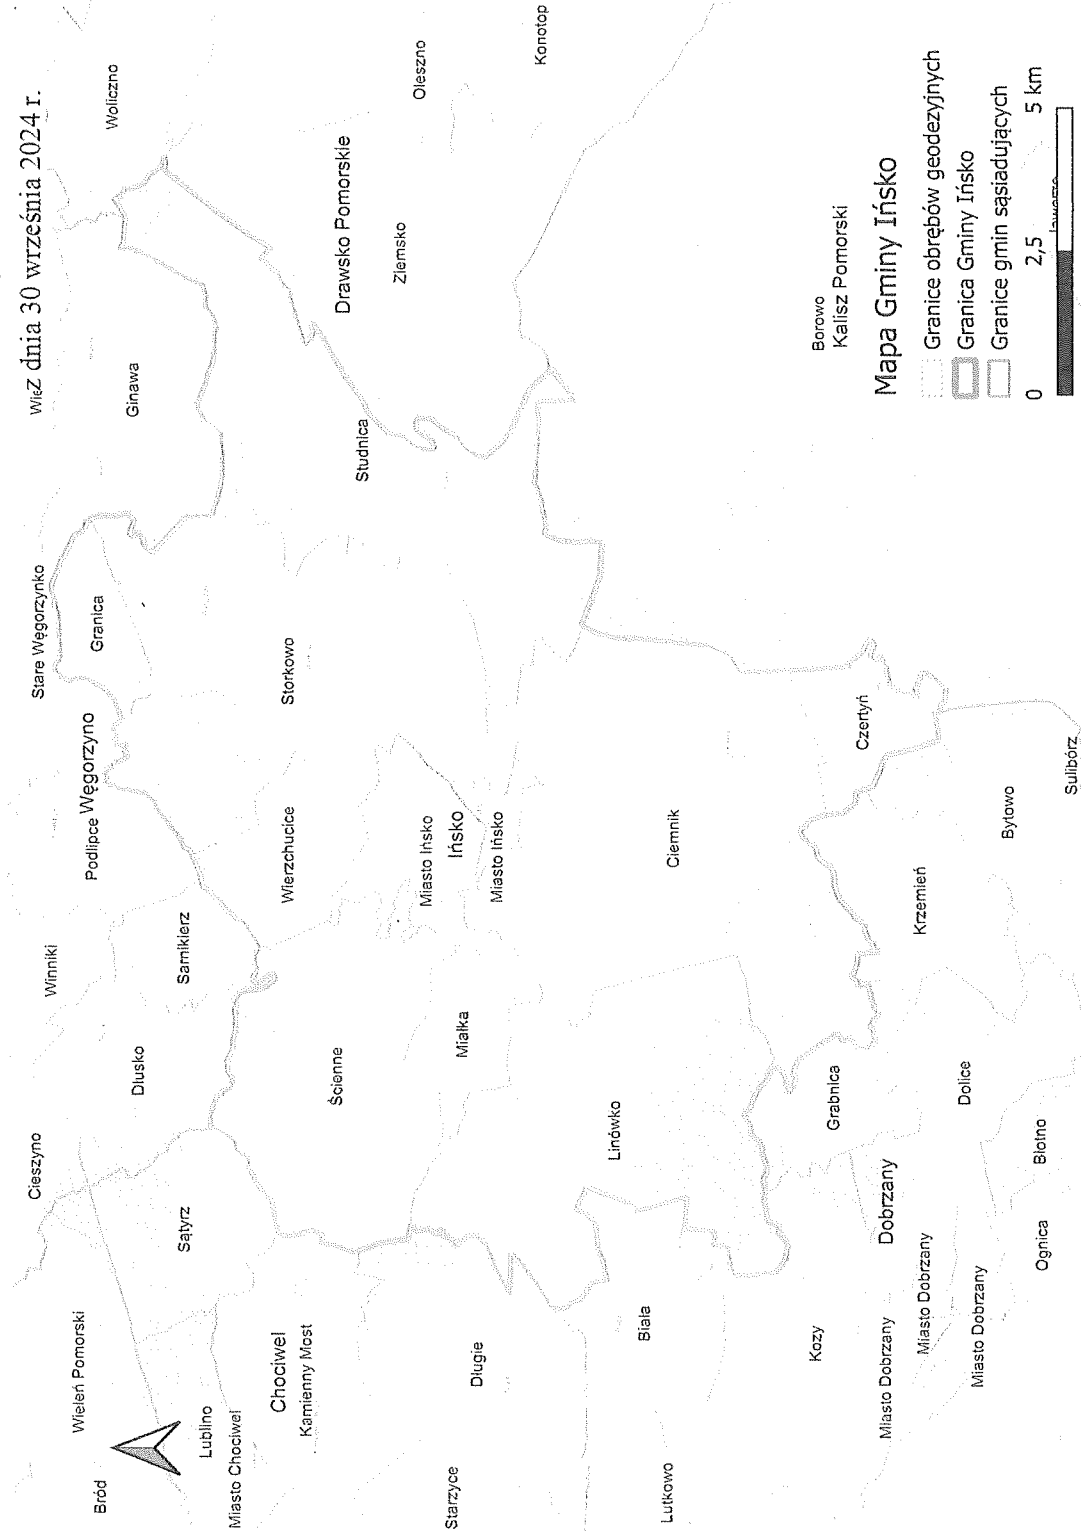 Więz dnia 30 września 2024 r.
Bród
Wieleń Pomorski
Cieszyno
Winniki
Stare Węgorzynko
Woliczno
Podlipce
Węgorzyno
Granica
Ginawa
Dłusko
Sarnikierz
Sątyrz
Lublino
Miasto Chociwel
Chociwel
Kamienny Most
Ścienne
Wierzchucice
Storkowo
Studnica
Drawsko Pomorskie
Oleszno
Ziemsko
Konotop
Miasto Ińsko
Ińsko
Miasto Ińsko
Miałka
Długie
Starzyce
Linówko
Biała
Lutkowo
Ciemnik
Kozy
Grabnica
Czertyń
Dobrzany
Miasto Dobrzany
Miasto Dobrzany
Miasto Dobrzany
Krzemień
Dolice
Bytowo
Ognica
Błotno
Sulibórz
Borowo
Kalisz Pomorski
Mapa Gminy Ińsko
Granice obrębów geodezyjnych
Granica Gminy Ińsko
Granice gmin sąsiadujących
0 2,5 5 km